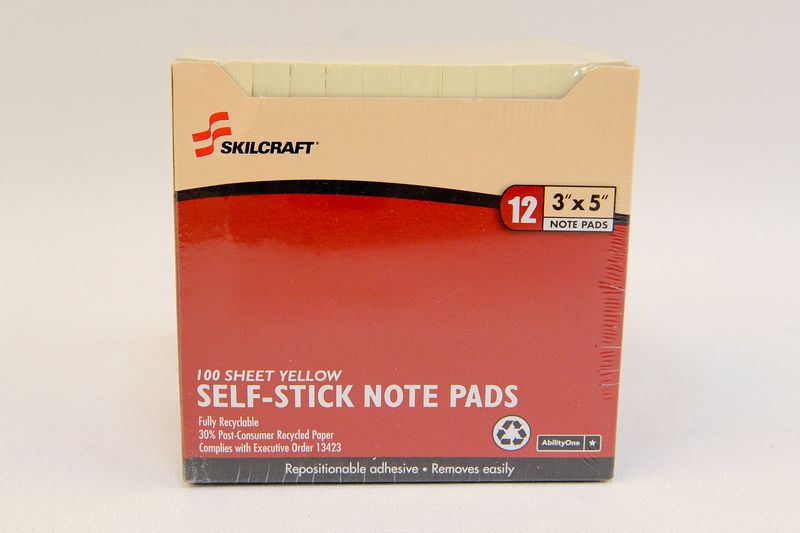 SKILCRAFT®
12
3" x 5"
NOTE PADS
100 SHEET YELLOW
SELF-STICK NOTE PADS
Fully Recyclable
30% Post-Consumer Recycled Paper
Complies with Executive Order 13423
AbilityOne
Repositionable adhesive • Removes easily